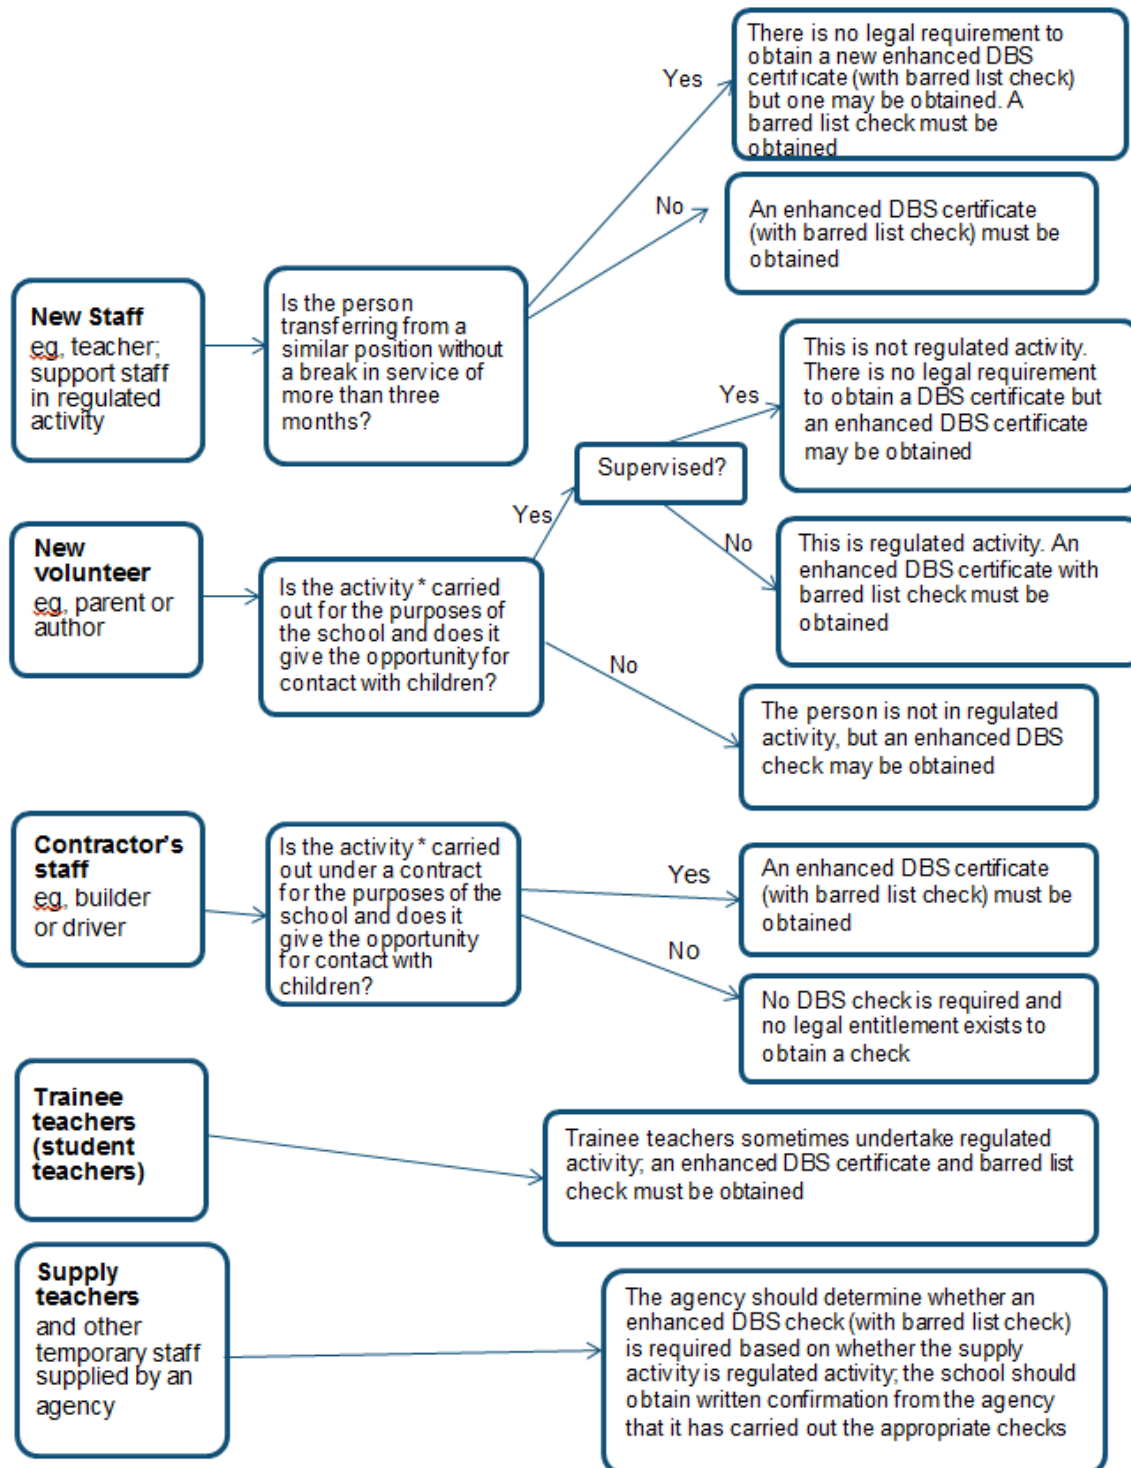 New Staff
eg, teacher;
support staff
in regulated
activity
Is the person
transferring from a
similar position without
a break in service of
more than three
months?
Yes
There is no legal requirement to
obtain a new enhanced DBS
certificate (with barred list check)
but one may be obtained. A
barred list check must be
obtained
No
An enhanced DBS certificate
(with barred list check) must be
obtained
New
volunteer
eg, parent or
author
Is the activity * carried
out for the purposes of
the school and does it
give the opportunity for
contact with children?
Yes
Supervised?
Yes
This is not regulated activity.
There is no legal requirement
to obtain a DBS certificate but
an enhanced DBS certificate
may be obtained
No
This is regulated activity. An
enhanced DBS certificate with
barred list check must be
obtained
No
The person is not in regulated
activity, but an enhanced DBS
check may be obtained
Contractor's
staff
eg, builder
or driver
Is the activity * carried
out under a contract
for the purposes of the
school and does it
give the opportunity
for contact with
children?
Yes
An enhanced DBS certificate
(with barred list check) must be
obtained
No
No DBS check is required and
no legal entitlement exists to
obtain a check
Trainee
teachers
(student
teachers)
Trainee teachers sometimes undertake regulated
activity; an enhanced DBS certificate and barred list
check must be obtained
Supply
teachers
and other
temporary staff
supplied by an
agency
The agency should determine whether an
enhanced DBS check (with barred list check)
is required based on whether the supply
activity is regulated activity; the school should
obtain written confirmation from the agency
that it has carried out the appropriate checks